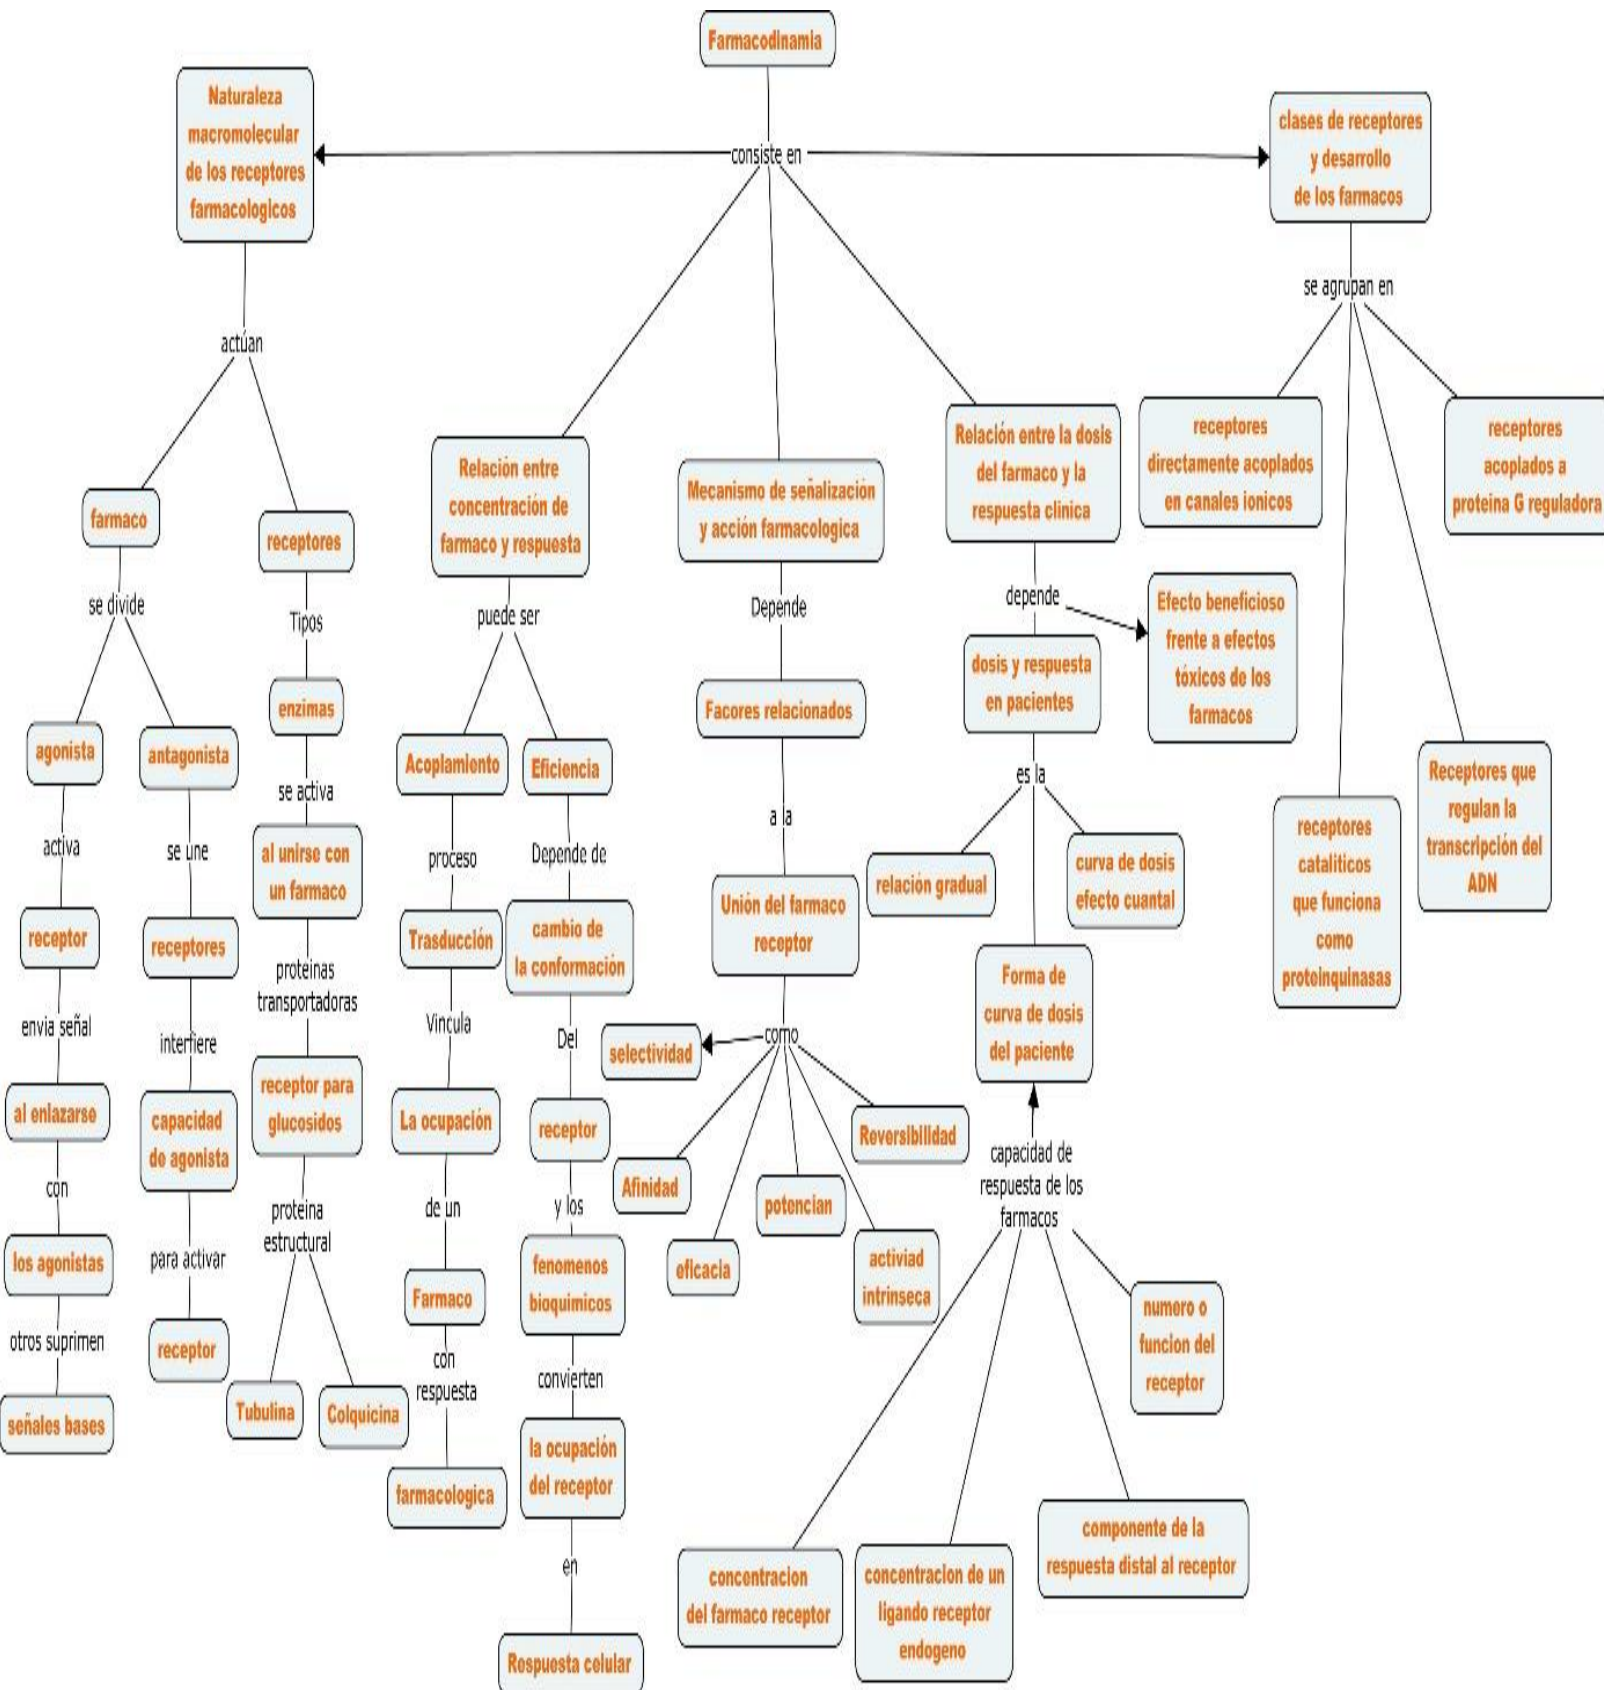 Farmacodinamia
Naturaleza
macromolecular
de los receptores
farmacologicos
consiste en
clases de receptores
y desarrollo
de los farmacos
actúan
se agrupan en
farmaco
receptores
se divide
Tipos
agonista
antagonista
enzimas
activa
se une
se activa
receptor
receptores
al unirse con
un farmaco
envia señal
interfiere
proteinas
transportadoras
al enlazarse
capacidad
de agonista
receptor para
glucosidos
con
para activar
proteina
estructural
los agonistas
receptor
Tubulina
Colquicina
otros suprimen
señales bases
Relación entre
concentración de
farmaco y respuesta
puede ser
Acoplamiento
Eficiencia
proceso
Depende de
Trasducción
cambio de
la conformación
Vincula
Del
La ocupación
receptor
de un
y los
Farmaco
fenomenos
bioquimicos
con
respuesta
convierten
farmacologica
la ocupación
del receptor
en
Respuesta celular
Mecanismo de señalización
y acción farmacologica
Depende
Facores relacionados
a la
Unión del farmaco
receptor
como
selectividad
Afinidad
eficacia
potencian
activiad
intrinseca
Reversibilidad
Relación entre la dosis
del farmaco y la
respuesta clinica
depende
Efecto beneficioso
frente a efectos
tóxicos de los
farmacos
dosis y respuesta
en pacientes
es la
relación gradual
curva de dosis
efecto cuantal
Forma de
curva de dosis
del paciente
capacidad de
respuesta de los
farmacos
concentracion
del farmaco receptor
concentracion de un
ligando receptor
endogeno
componente de la
respuesta distal al receptor
numero o
funcion del
receptor
receptores
directamente acoplados
en canales ionicos
receptores
cataliticos
que funciona
como
proteinquinasas
Receptores que
regulan la
transcripción del
ADN
receptores
acoplados a
proteina G reguladora